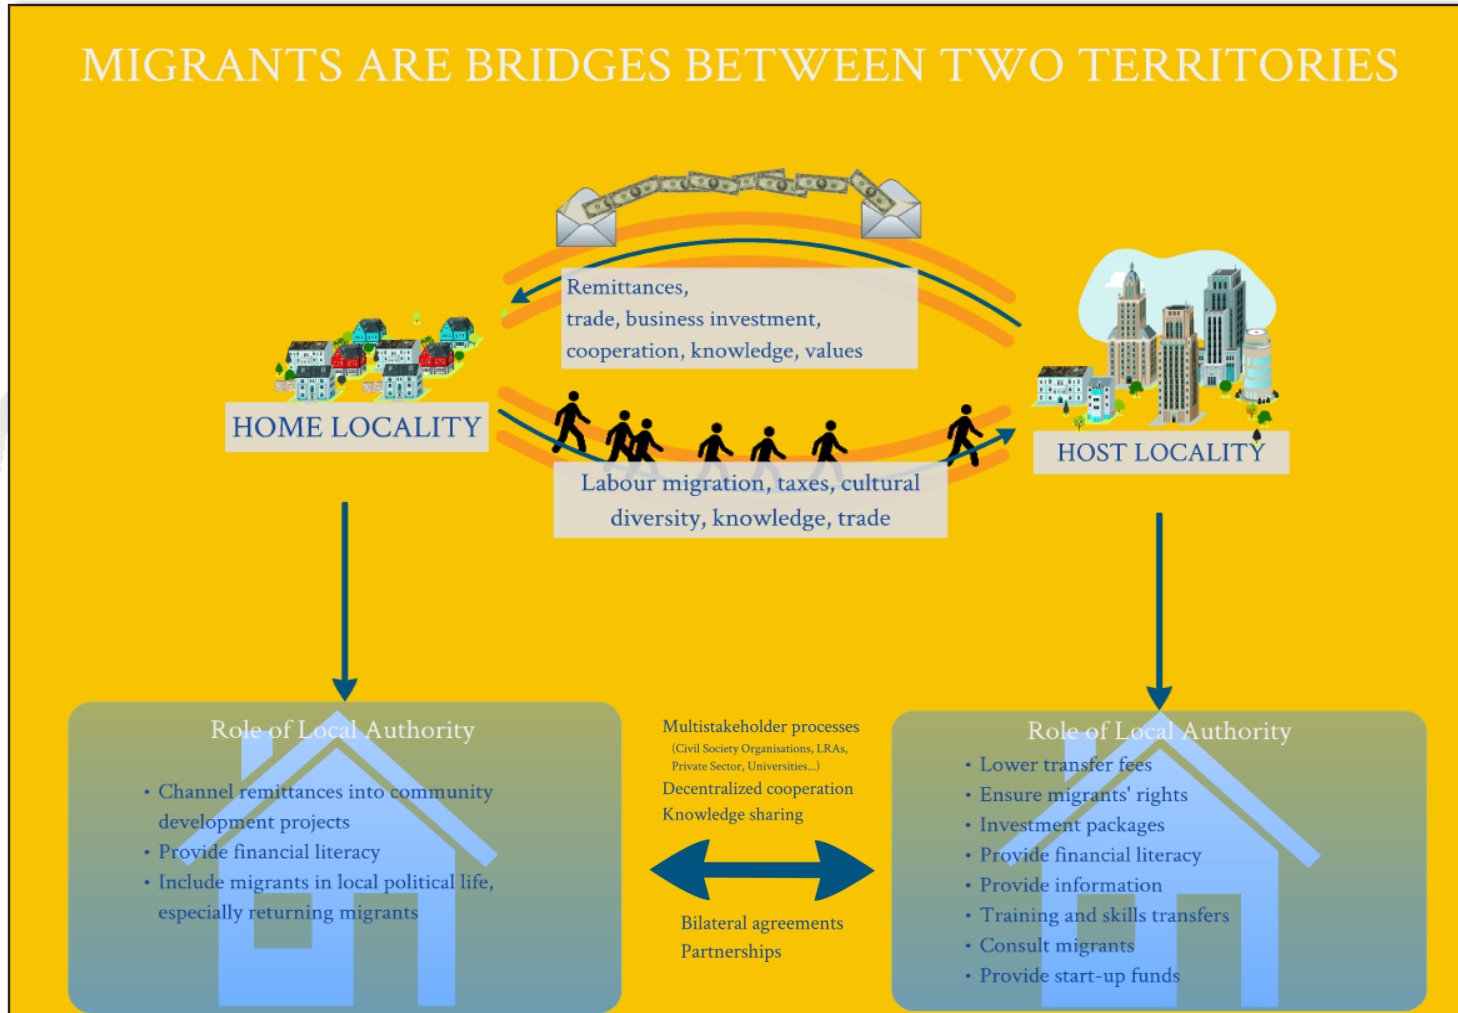 MIGRANTS ARE BRIDGES BETWEEN TWO TERRITORIES
Remittances,
trade, business investment,
cooperation, knowledge, values
HOME LOCALITY
HOST LOCALITY
Labour migration, taxes, cultural
diversity, knowledge, trade
Role of Local Authority
• Channel remittances into community
development projects
• Provide financial literacy
• Include migrants in local political life,
especially returning migrants
Multistakeholder processes
(Civil Society Organisations, LRAs,
Private Sector, Universities...)
Decentralized cooperation
Knowledge sharing
Bilateral agreements
Partnerships
Role of Local Authority
• Lower transfer fees
• Ensure migrants' rights
• Investment packages
• Provide financial literacy
• Provide information
• Training and skills transfers
• Consult migrants
• Provide start-up funds